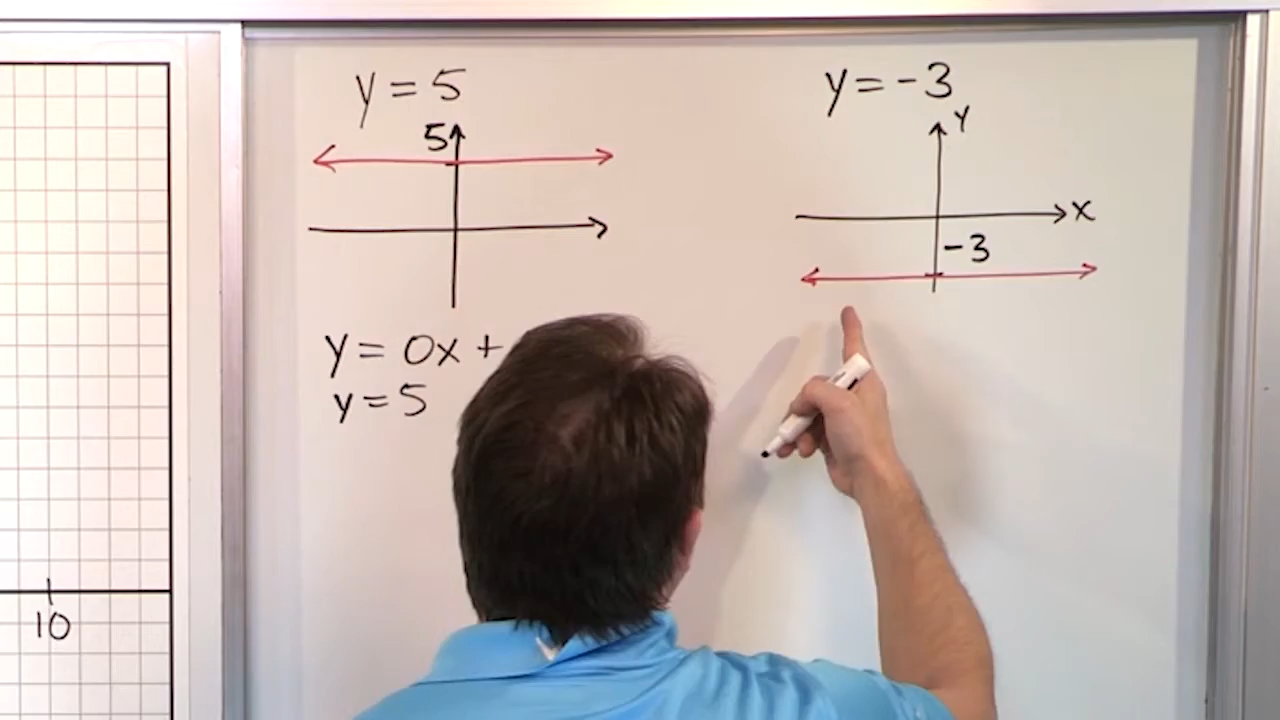 y = 5
5
y = 0x +
y = 5
y = -3
y
x
-3
10